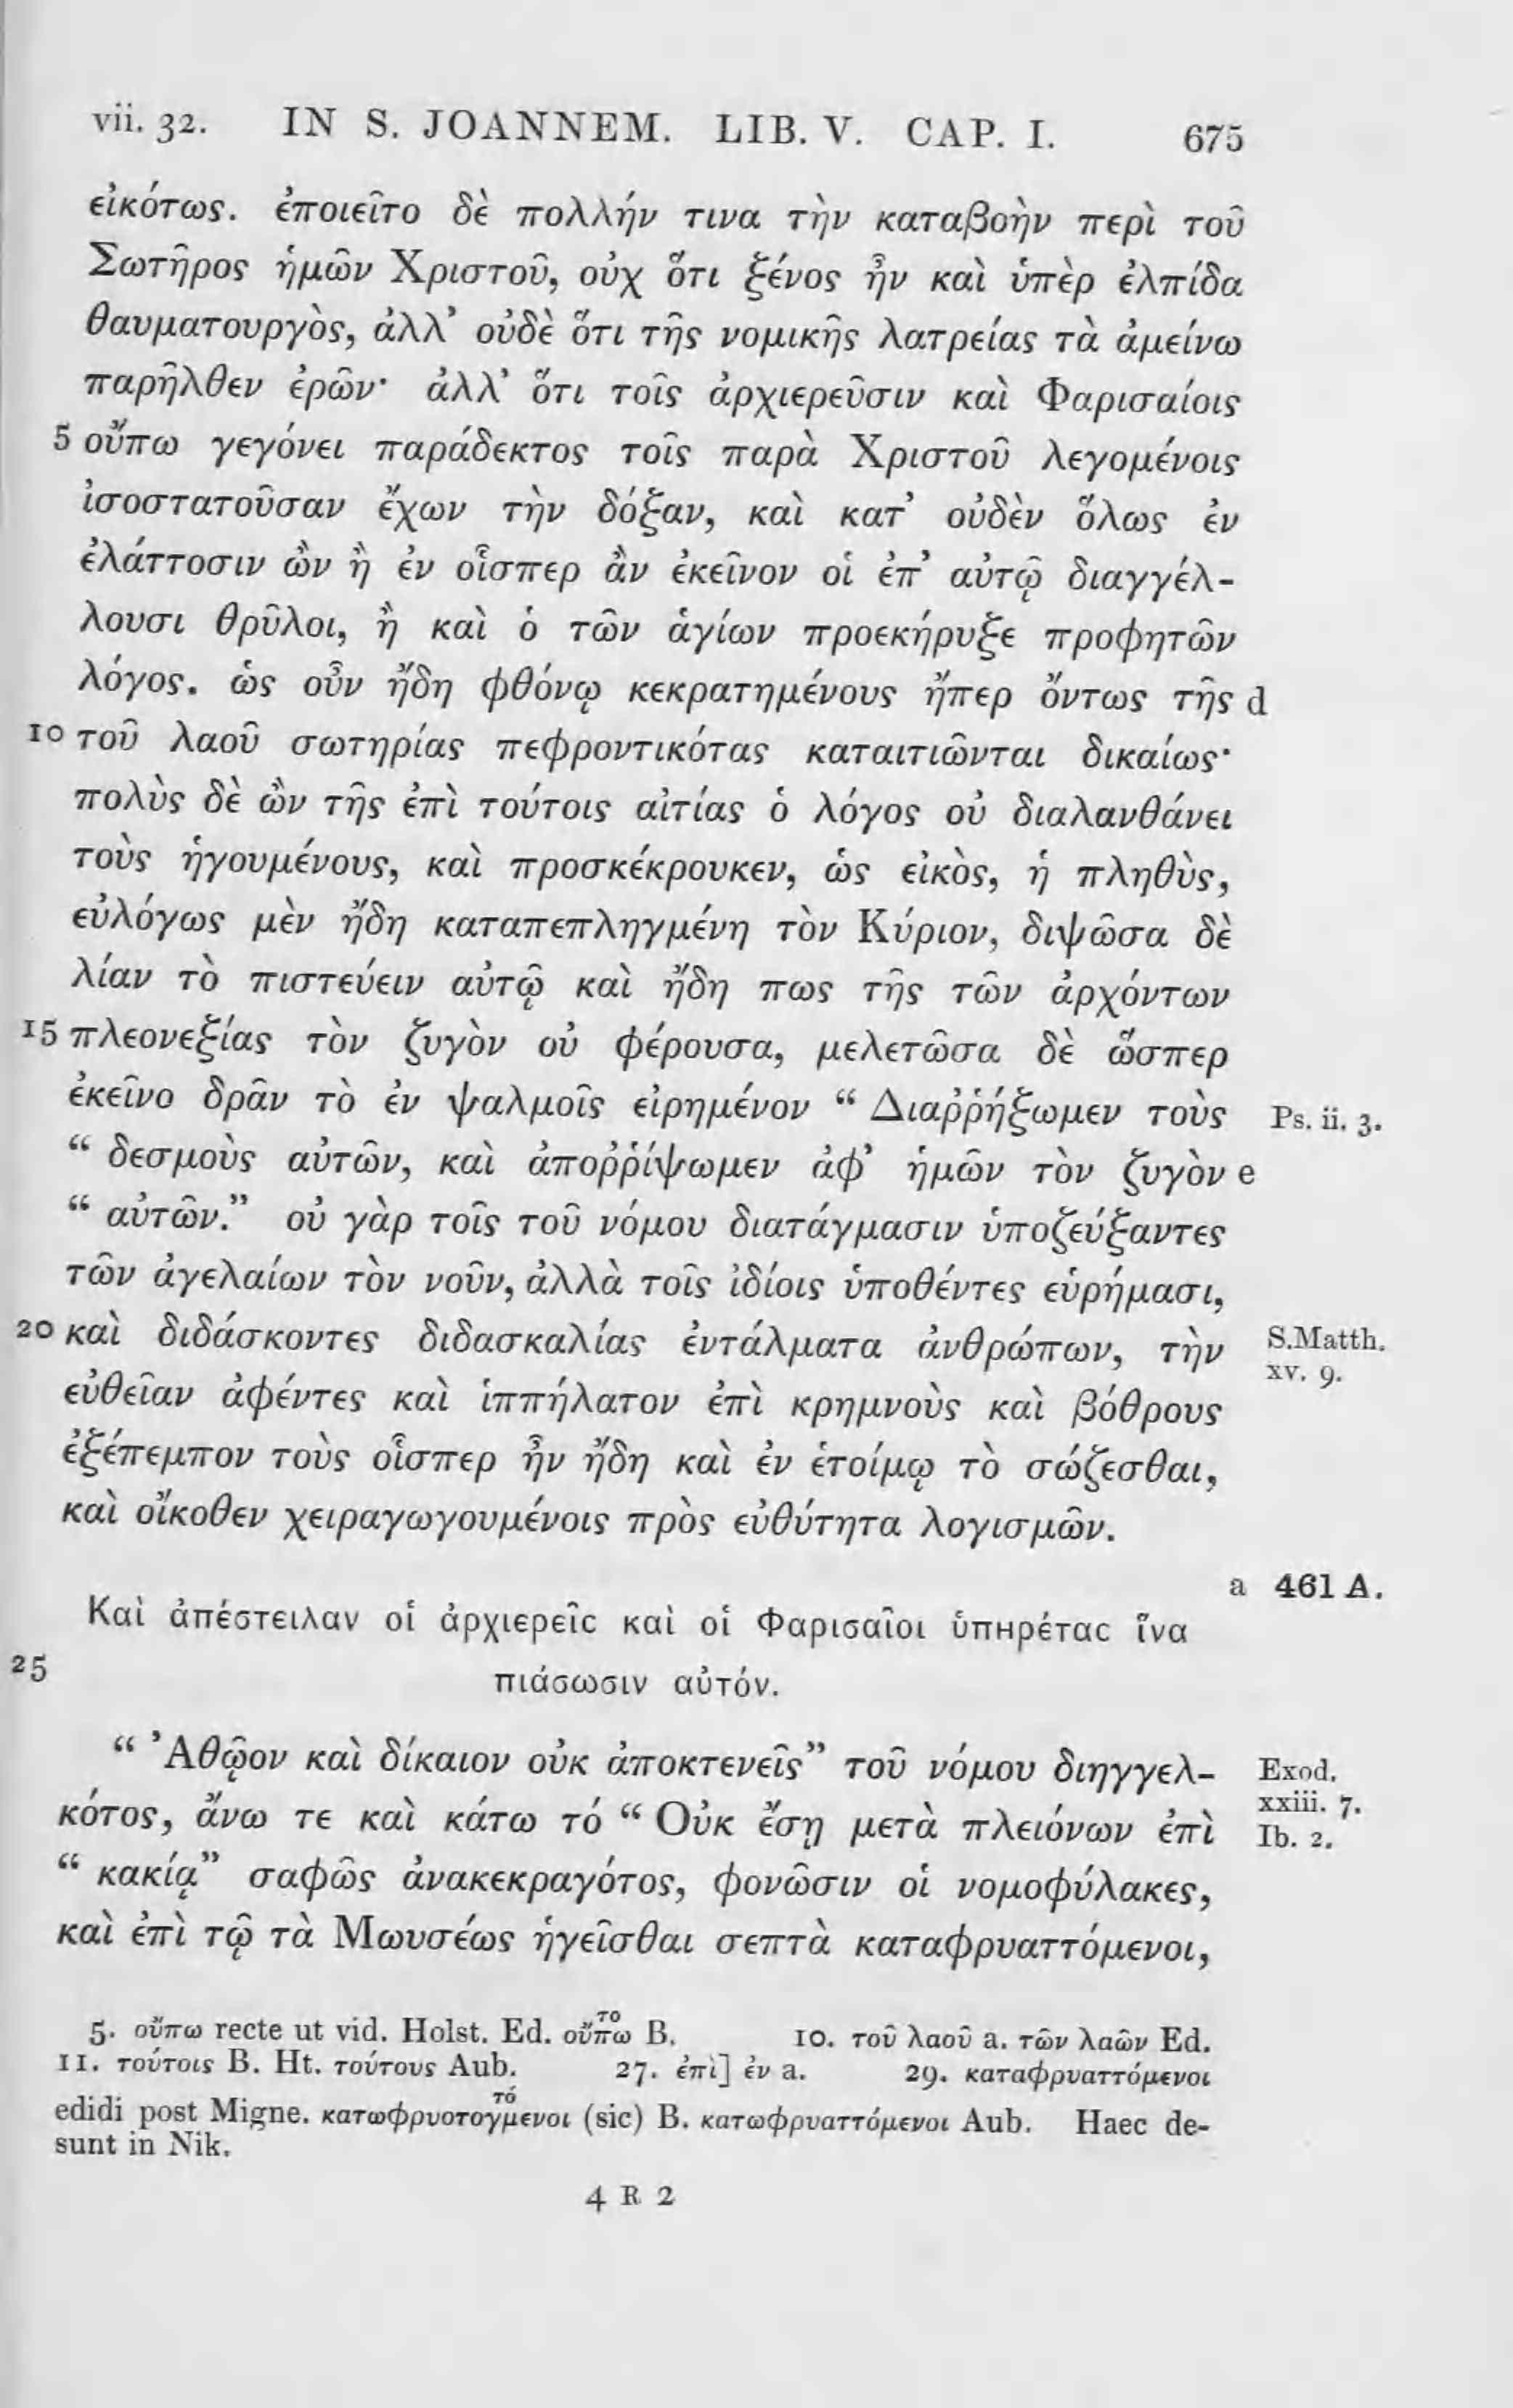 vii. 32. IN S. JOANNEM. LIB. V. CAP. I. 675
εἰκότως. ἐποιεῖτο δὲ πολλήν τινα τὴν καταβοὴν περὶ τοῦ
Σωτῆρος ἡμῶν Χριστοῦ, οὐχ ὅτι ξένος ἦν καὶ ὑπὲρ ἐλπίδα
θαυματουργὸς, ἀλλ’ οὐδὲ ὅτι τῆς νομικῆς λατρείας τὰ ἀμείνω
παρῆλθεν ἐρῶν· ἀλλ’ ὅτι τοῖς ἀρχιερεῦσιν καὶ Φαρισαίοις
5 οὔπω γεγόνει παράδεκτος τοῖς παρὰ Χριστοῦ λεγομένοις
ἰσοστατοῦσαν ἔχων τὴν δόξαν, καὶ κατ’ οὐδὲν ὅλως ἐν
ἐλάττοσιν ὢν ἢ ἐν οἷσπερ ἂν ἐκεῖνον οἱ ἐπ’ αὐτῷ διαγγέλ-
λουσι θρῦλοι, ἢ καὶ ὁ τῶν ἁγίων προεκήρυξε προφητῶν
λόγος. ὡς οὖν ἤδη φθόνῳ κεκρατημένους ἤπερ ὄντως τῆς d
10 τοῦ λαοῦ σωτηρίας πεφροντικότας καταιτιῶνται δικαίως·
πολὺς δὲ ὢν τῆς ἐπὶ τούτοις αἰτίας ὁ λόγος οὐ διαλανθάνει
τοὺς ἡγουμένους, καὶ προσκέκρουκεν, ὡς εἰκὸς, ἡ πληθὺς,
εὐλόγως μὲν ἤδη καταπεπληγμένη τὸν Κύριον, διψῶσα δὲ
λίαν τὸ πιστεύειν αὐτῷ καὶ ἤδη πως τῆς τῶν ἀρχόντων
15 πλεονεξίας τὸν ζυγὸν οὐ φέρουσα, μελετῶσα δὲ ὥσπερ
ἐκεῖνο δρᾶν τὸ ἐν ψαλμοῖς εἰρημένον “ Διαῤῥήξωμεν τοὺς Ps. ii. 3.
“ δεσμοὺς αὐτῶν, καὶ ἀποῤῥίψωμεν ἀφ’ ἡμῶν τὸν ζυγὸν e
“ αὐτῶν.” οὐ γὰρ τοῖς τοῦ νόμου διατάγμασιν ὑποζεύξαντες
τῶν ἀγελαίων τὸν νοῦν, ἀλλὰ τοῖς ἰδίοις ὑποθέντες εὑρήμασι,
20 καὶ διδάσκοντες διδασκαλίας ἐντάλματα ἀνθρώπων, τὴν S.Matth. xv. 9.
εὐθεῖαν ἀφέντες καὶ ἱππήλατον ἐπὶ κρημνοὺς καὶ βόθρους
ἐξέπεμπον τοὺς οἷσπερ ἦν ἤδη καὶ ἐν ἑτοίμῳ τὸ σώζεσθαι,
καὶ οἴκοθεν χειραγωγουμένοις πρὸς εὐθύτητα λογισμῶν.
a 461 A.
Καὶ ἀπέστειλαν οἱ ἀρχιερεῖς καὶ οἱ Φαρισαῖοι ὑπηρέτας ἵνα
25 πιάσωσιν αὐτόν.
“ Ἀθῷον καὶ δίκαιον οὐκ ἀποκτενεῖς” τοῦ νόμου διηγγελ- Exod. xxiii. 7.
κότος, ἄνω τε καὶ κάτω τό “ Οὐκ ἔσῃ μετὰ πλειόνων ἐπὶ Ib. 2.
“ κακίᾳ” σαφῶς ἀνακεκραγότος, φονῶσιν οἱ νομοφύλακες,
καὶ ἐπὶ τῷ τὰ Μωυσέως ἡγεῖσθαι σεπτὰ καταφρυαττόμενοι,
5. οὔπω recte ut vid. Holst. Ed. οὔπωτο B. 10. τοῦ λαοῦ a. τῶν λαῶν Ed.
11. τούτοις B. Ht. τούτους Aub. 27. ἐπὶ] ἐν a. 29. καταφρυαττόμενοι
edidi post Migne. κατωφρυοτογμενοιτό (sic) B. κατωφρυαττόμενοι Aub. Haec de-
sunt in Nik.
4 R 2